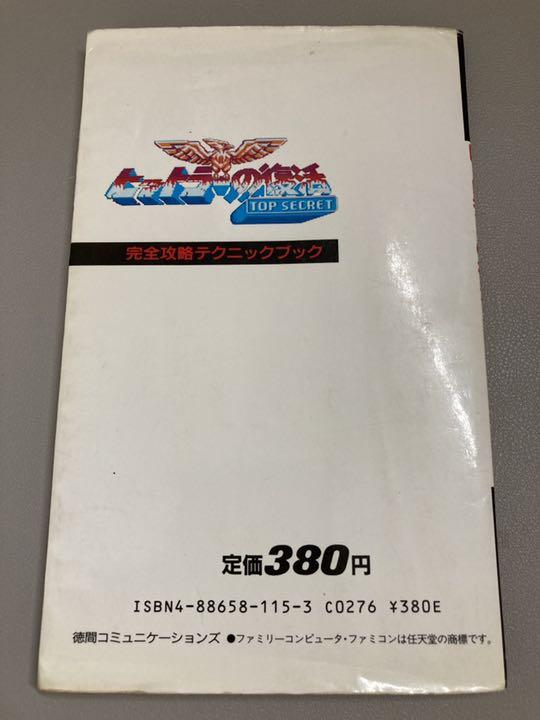 ヒットラーの復活
TOP SECRET
完全攻略テクニックブック
定価380円
ISBN4-88658-115-3 C0276 ¥380E
徳間コミュニケーションズ ●ファミリーコンピュータ・ファミコンは任天堂の商標です。